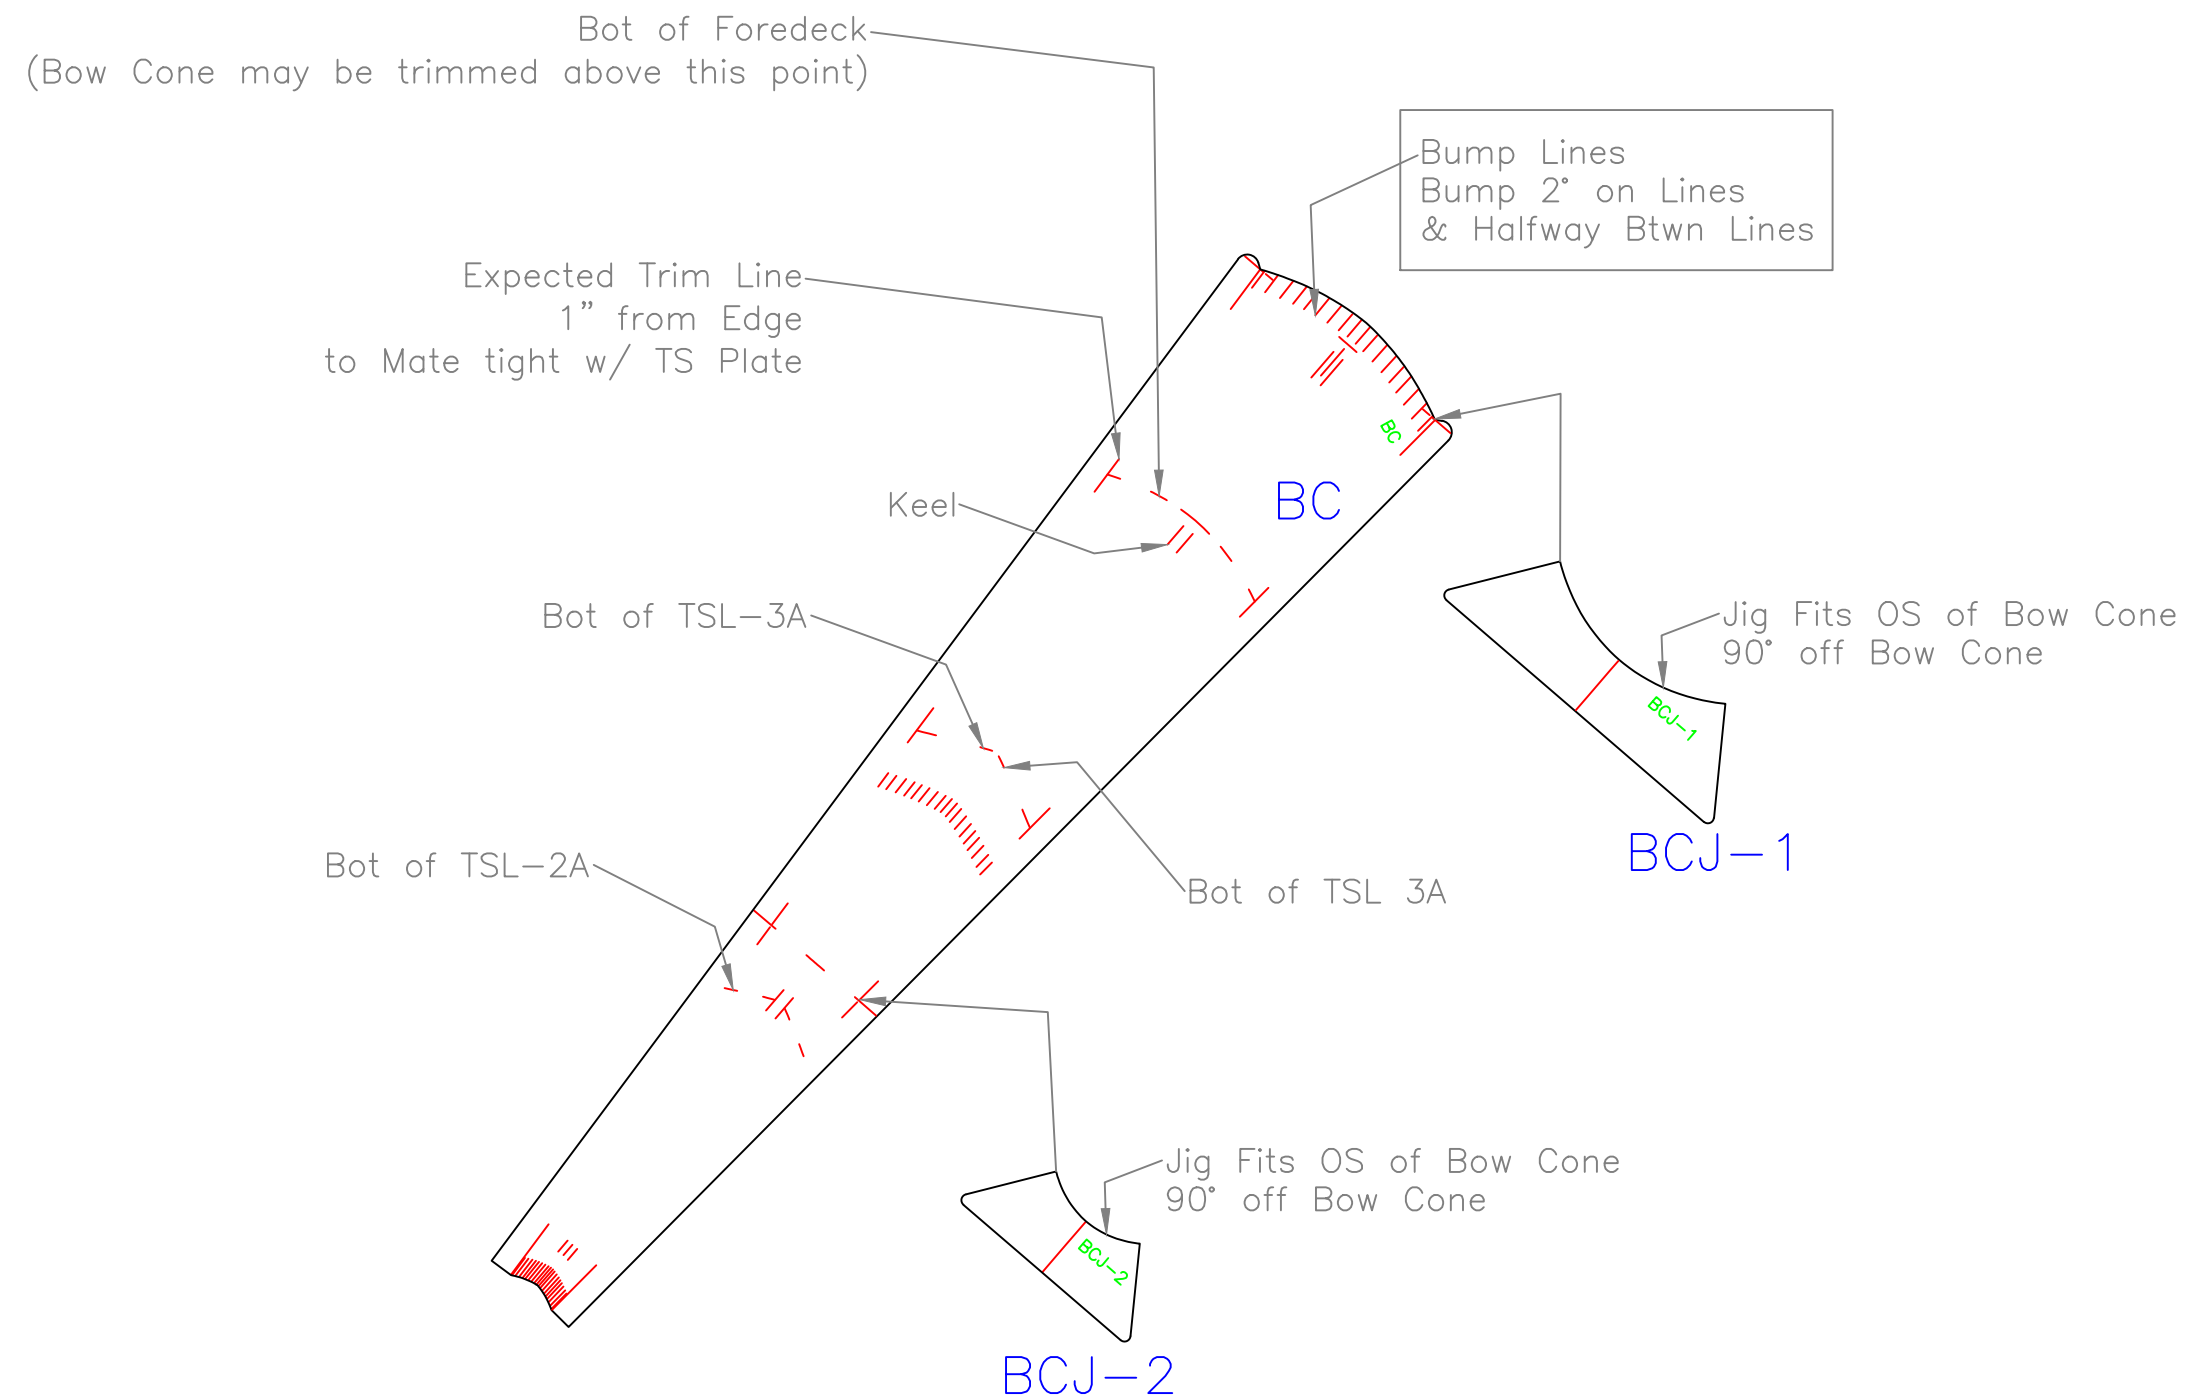 Bot of Foredeck
(Bow Cone may be trimmed above this point)
Bump Lines
Bump 2° on Lines
& Halfway Btwn Lines
Expected Trim Line
1” from Edge
to Mate tight w/ TS Plate
BC
BC
Keel
Bot of TSL-3A
Jig Fits OS of Bow Cone
90° off Bow Cone
BCJ-1
BCJ-1
Bot of TSL-2A
Bot of TSL 3A
Jig Fits OS of Bow Cone
90° off Bow Cone
BCJ-2
BCJ-2